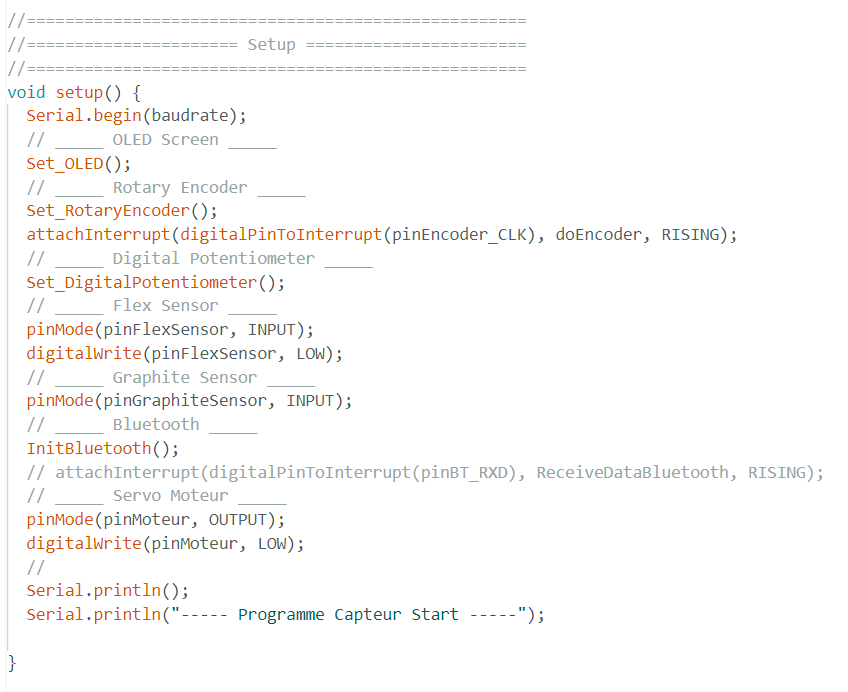 //====================================================
//====================== Setup =======================
//====================================================
void setup() {
  Serial.begin(baudrate);
  // _____ OLED Screen _____
  Set_OLED();
  // _____ Rotary Encoder _____
  Set_RotaryEncoder();
  attachInterrupt(digitalPinToInterrupt(pinEncoder_CLK), doEncoder, RISING);
  // _____ Digital Potentiometer _____
  Set_DigitalPotentiometer();
  // _____ Flex Sensor _____
  pinMode(pinFlexSensor, INPUT);
  digitalWrite(pinFlexSensor, LOW);
  // _____ Graphite Sensor _____
  pinMode(pinGraphiteSensor, INPUT);
  // _____ Bluetooth _____
  InitBluetooth();
  // attachInterrupt(digitalPinToInterrupt(pinBT_RXD), ReceiveDataBluetooth, RISING);
  // _____ Servo Moteur _____
  pinMode(pinMoteur, OUTPUT);
  digitalWrite(pinMoteur, LOW);
  //
  Serial.println();
  Serial.println("----- Programme Capteur Start -----");

}